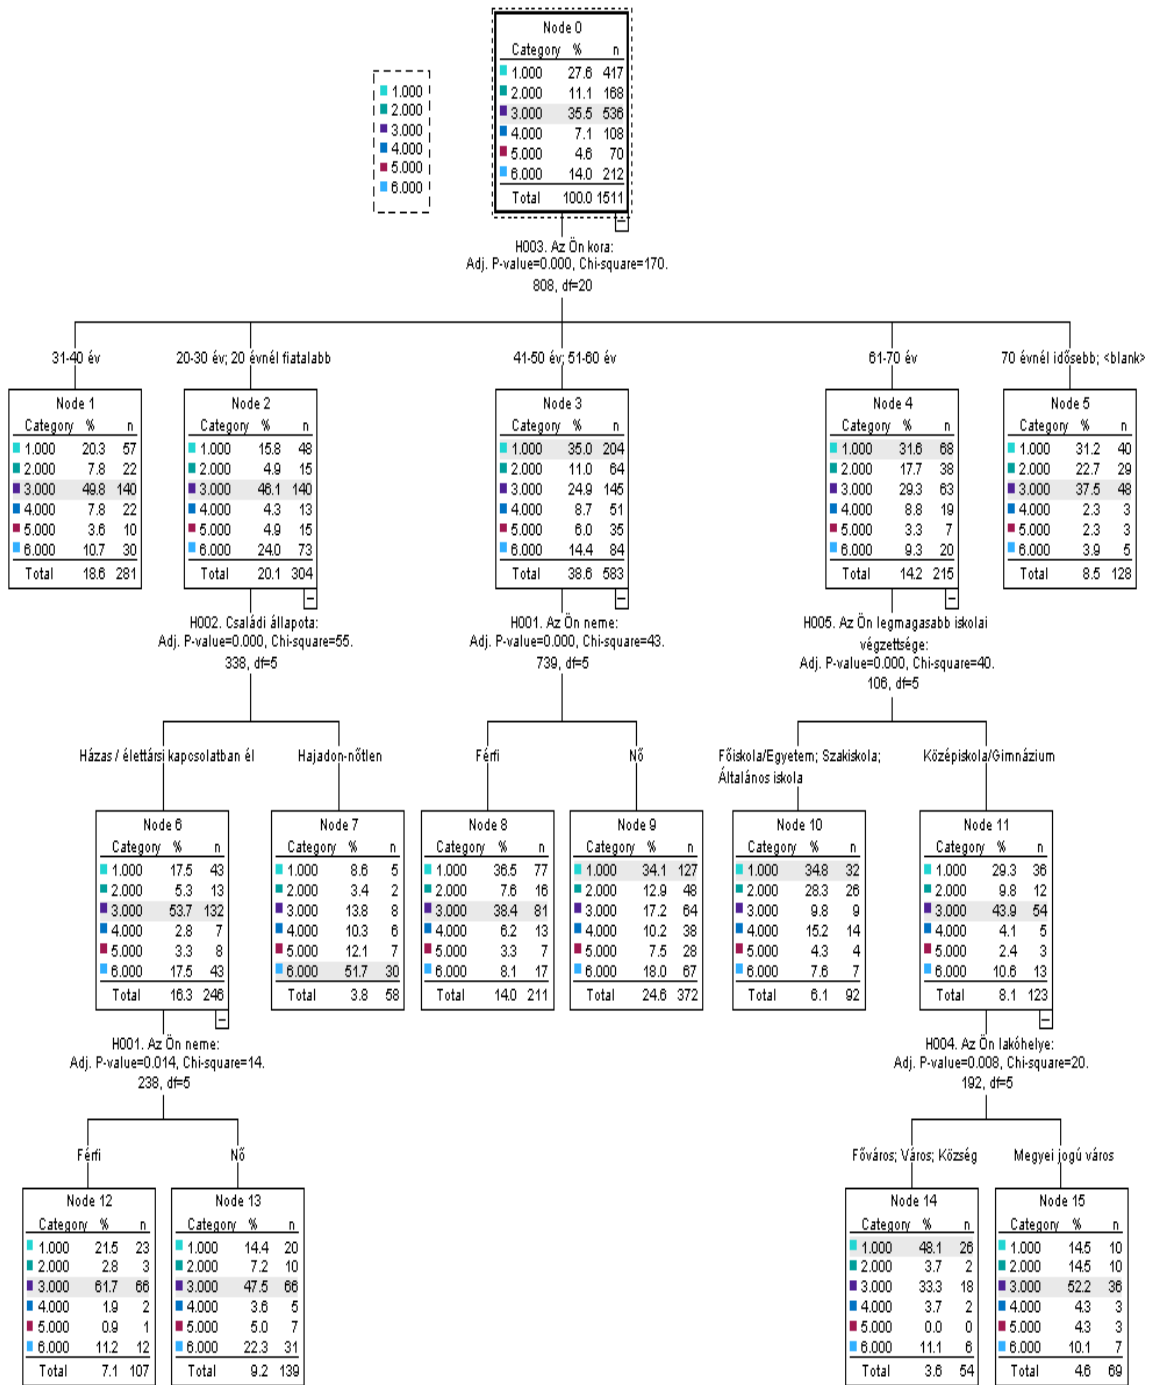 Node 0
Category % n
1.000 27.6 417
2.000 11.1 168
3.000 35.5 536
4.000 7.1 108
5.000 4.6 70
6.000 14.0 212
Total 100.0 1511
1.000
2.000
3.000
4.000
5.000
6.000
H003. Az Ön kora:
Adj. P-value=0.000, Chi-square=170.
808, df=20
31-40 év
20-30 év; 20 évnél fiatalabb
41-50 év; 51-60 év
61-70 év
70 évnél idősebb; <blank>
Node 1
Category % n
1.000 20.3 57
2.000 7.8 22
3.000 49.8 140
4.000 7.8 22
5.000 3.6 10
6.000 10.7 30
Total 18.6 281
Node 2
Category % n
1.000 15.8 48
2.000 4.9 15
3.000 46.1 140
4.000 4.3 13
5.000 4.9 15
6.000 24.0 73
Total 20.1 304
Node 3
Category % n
1.000 35.0 204
2.000 11.0 64
3.000 24.9 145
4.000 8.7 51
5.000 6.0 35
6.000 14.4 84
Total 38.6 583
Node 4
Category % n
1.000 31.6 68
2.000 17.7 38
3.000 29.3 63
4.000 8.8 19
5.000 3.3 7
6.000 9.3 20
Total 14.2 215
Node 5
Category % n
1.000 31.2 40
2.000 22.7 29
3.000 37.5 48
4.000 2.3 3
5.000 2.3 3
6.000 3.9 5
Total 8.5 128
H002. Családi állapota:
Adj. P-value=0.000, Chi-square=55.
338, df=5
H001. Az Ön neme:
Adj. P-value=0.000, Chi-square=43.
739, df=5
H005. Az Ön legmagasabb iskolai
végzettsége:
Adj. P-value=0.000, Chi-square=40.
106, df=5
Házas / élettársi kapcsolatban él
Hajadon-nőtlen
Férfi
Nő
Főiskola/Egyetem; Szakiskola;
Általános iskola
Középiskola/Gimnázium
Node 6
Category % n
1.000 17.5 43
2.000 5.3 13
3.000 53.7 132
4.000 2.8 7
5.000 3.3 8
6.000 17.5 43
Total 16.3 246
Node 7
Category % n
1.000 8.6 5
2.000 3.4 2
3.000 13.8 8
4.000 10.3 6
5.000 12.1 7
6.000 51.7 30
Total 3.8 58
Node 8
Category % n
1.000 36.5 77
2.000 7.6 16
3.000 38.4 81
4.000 6.2 13
5.000 3.3 7
6.000 8.1 17
Total 14.0 211
Node 9
Category % n
1.000 34.1 127
2.000 12.9 48
3.000 17.2 64
4.000 10.2 38
5.000 7.5 28
6.000 18.0 67
Total 24.6 372
Node 10
Category % n
1.000 34.8 32
2.000 28.3 26
3.000 9.8 9
4.000 15.2 14
5.000 4.3 4
6.000 7.6 7
Total 6.1 92
Node 11
Category % n
1.000 29.3 36
2.000 9.8 12
3.000 43.9 54
4.000 4.1 5
5.000 2.4 3
6.000 10.6 13
Total 8.1 123
H001. Az Ön neme:
Adj. P-value=0.014, Chi-square=14.
238, df=5
H004. Az Ön lakóhelye:
Adj. P-value=0.008, Chi-square=20.
192, df=5
Férfi
Nő
Főváros; Város; Község
Megyei jogú város
Node 12
Category % n
1.000 21.5 23
2.000 2.8 3
3.000 61.7 66
4.000 1.9 2
5.000 0.9 1
6.000 11.2 12
Total 7.1 107
Node 13
Category % n
1.000 14.4 20
2.000 7.2 10
3.000 47.5 66
4.000 3.6 5
5.000 5.0 7
6.000 22.3 31
Total 9.2 139
Node 14
Category % n
1.000 48.1 26
2.000 3.7 2
3.000 33.3 18
4.000 3.7 2
5.000 0.0 0
6.000 11.1 6
Total 3.6 54
Node 15
Category % n
1.000 14.5 10
2.000 14.5 10
3.000 52.2 36
4.000 4.3 3
5.000 4.3 3
6.000 10.1 7
Total 4.6 69